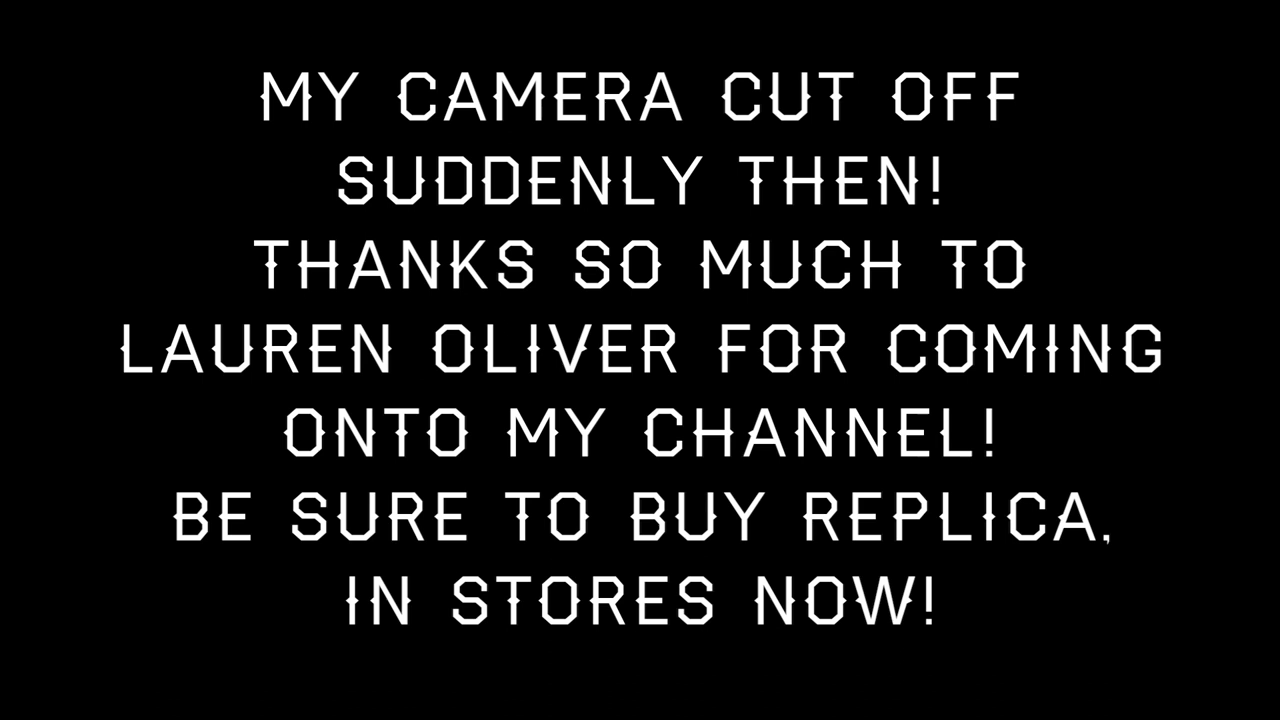 MY CAMERA CUT OFF
SUDDENLY THEN!
THANKS SO MUCH TO
LAUREN OLIVER FOR COMING
ONTO MY CHANNEL!
BE SURE TO BUY REPLICA,
IN STORES NOW!